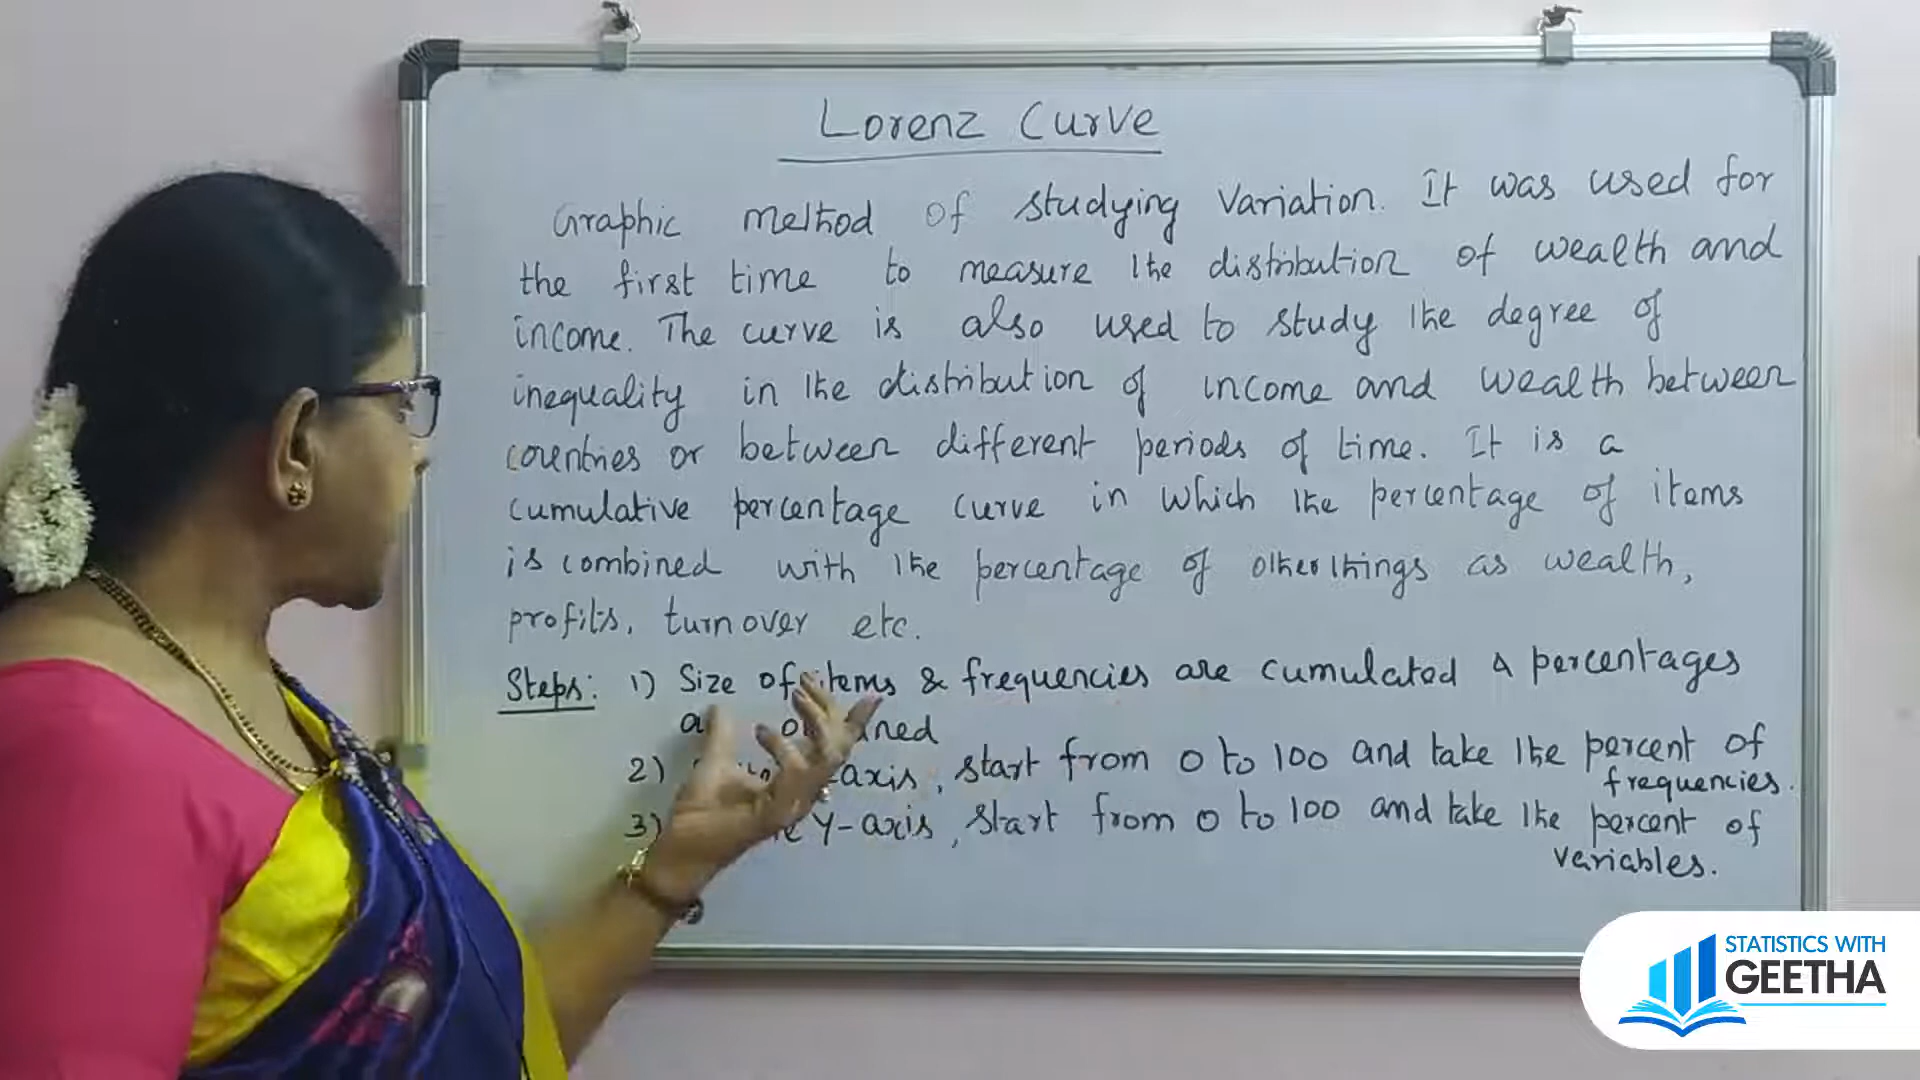 Lorenz Curve
Graphic method of studying variation. It was used for
the first time to measure the distribution of wealth and
income. The curve is also used to study the degree of
inequality in the distribution of income and wealth between
countries or between different periods of time. It is a
cumulative percentage curve in which the percentage of items
is combined with the percentage of other things as wealth,
profits, turnover etc.
Steps: 1) Size of items & frequencies are cumulated & percentages
2) axis, start from 0 to 100 and take the percent of
frequencies.
3) Y-axis, start from 0 to 100 and take the percent of
variables.
STATISTICS WITH
GEETHA